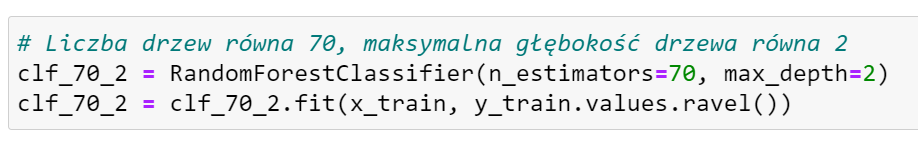 # Liczba drzew równa 70, maksymalna głębokość drzewa równa 2
clf_70_2 = RandomForestClassifier(n_estimators=70, max_depth=2)
clf_70_2 = clf_70_2.fit(x_train, y_train.values.ravel())